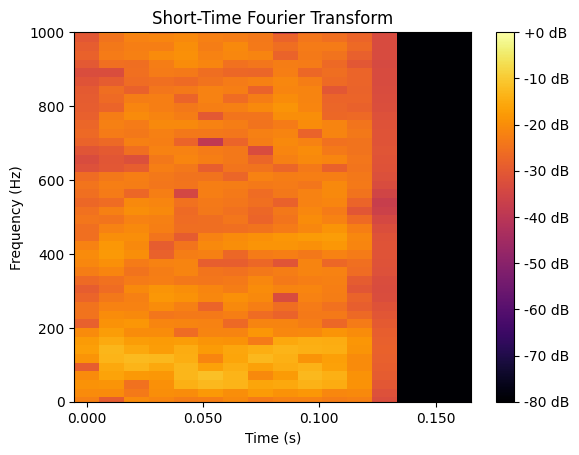 Short-Time Fourier Transform
1000
800
600
400
200
0
Frequency (Hz)
0.000
0.050
0.100
0.150
Time (s)
+0 dB
-10 dB
-20 dB
-30 dB
-40 dB
-50 dB
-60 dB
-70 dB
-80 dB